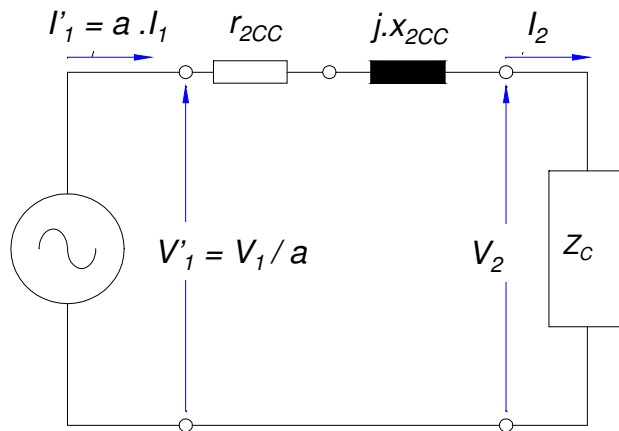 I'1 = a .I1
r2CC
j.x2CC
I2
V'1 = V1 / a
V2
ZC